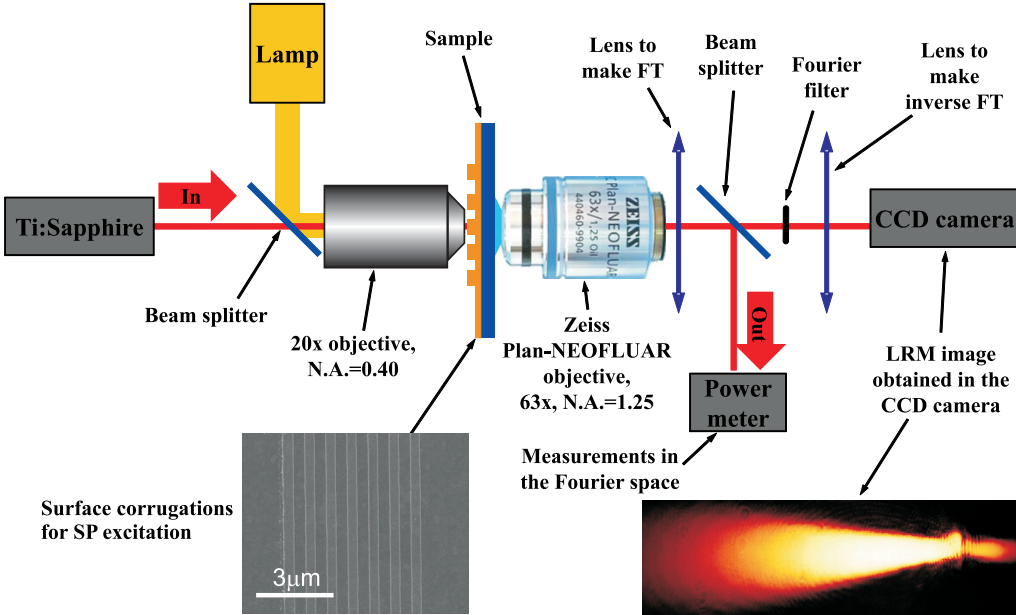 Lamp
Sample
Lens to
make FT
Beam
splitter
Fourier
filter
Lens to
make
inverse FT
In
Ti:Sapphire
ZEISS
Plan-NEOFLUAR
63x/1,25 Oil
440460-9904
CCD camera
Beam splitter
20x objective,
N.A.=0.40
Zeiss
Plan-NEOFLUAR
objective,
63x, N.A.=1.25
Out
Power
meter
LRM image
obtained in the
CCD camera
Measurements in
the Fourier space
Surface corrugations
for SP excitation
3μm